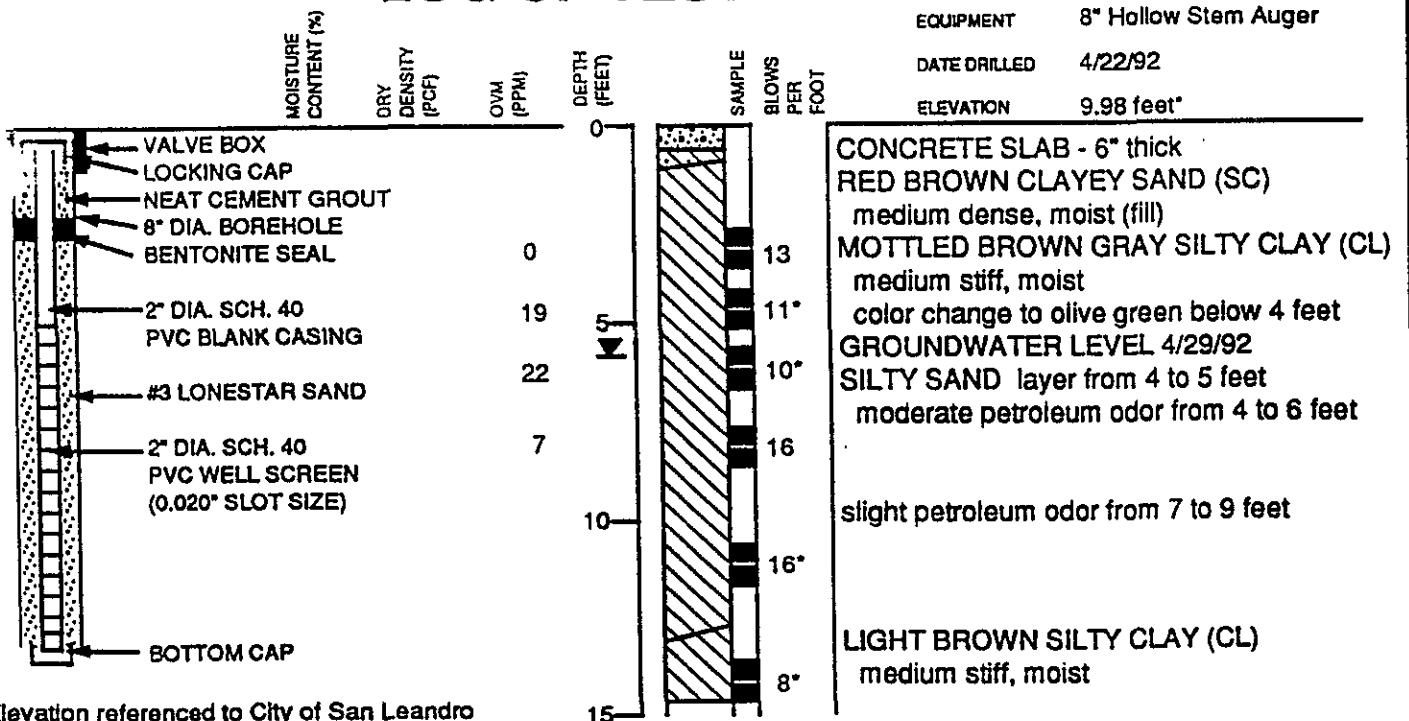 EQUIPMENT 8" Hollow Stem Auger
DATE DRILLED 4/22/92
ELEVATION 9.98 feet*
MOISTURE CONTENT (%)
DRY DENSITY (PCF)
OVM (PPM)
DEPTH (FEET)
SAMPLE
BLOWS PER FOOT
VALVE BOX
LOCKING CAP
NEAT CEMENT GROUT
8" DIA. BOREHOLE
BENTONITE SEAL
2" DIA. SCH. 40
PVC BLANK CASING
#3 LONESTAR SAND
2" DIA. SCH. 40
PVC WELL SCREEN
(0.020" SLOT SIZE)
BOTTOM CAP
0
19
22
7
0
5
10
15
13
11*
10*
16
16*
8*
CONCRETE SLAB - 6" thick
RED BROWN CLAYEY SAND (SC)
medium dense, moist (fill)
MOTTLED BROWN GRAY SILTY CLAY (CL)
medium stiff, moist
color change to olive green below 4 feet
GROUNDWATER LEVEL 4/29/92
SILTY SAND layer from 4 to 5 feet
moderate petroleum odor from 4 to 6 feet
slight petroleum odor from 7 to 9 feet
LIGHT BROWN SILTY CLAY (CL)
medium stiff, moist
Elevation referenced to City of San Leandro